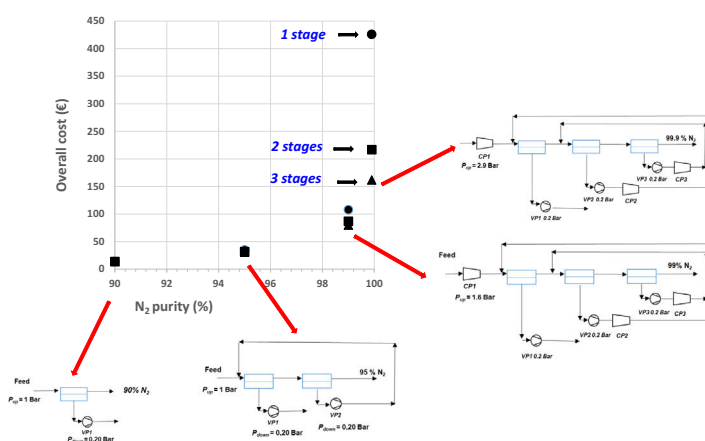 450
400
350
300
250
200
150
100
50
0
90
92
94
96
98
100
Overall cost (€)
N2 purity (%)
1 stage
2 stages
3 stages
CP1
Pup = 2.9 Bar
99.9 % N2
VP3 0.2 Bar
CP3
VP2 0.2 Bar
CP2
VP1 0.2 Bar
Feed
CP1
Pup = 1.6 Bar
99% N2
VP3 0.2 Bar
CP3
VP2 0.2 Bar
CP2
VP1 0.2 Bar
Feed
Pup = 1 Bar
90% N2
VP1
Pdown = 0,20 Bar
Feed
Pup = 1 Bar
95 % N2
VP1
Pdown = 0,20 Bar
VP2
Pdown = 0,20 Bar